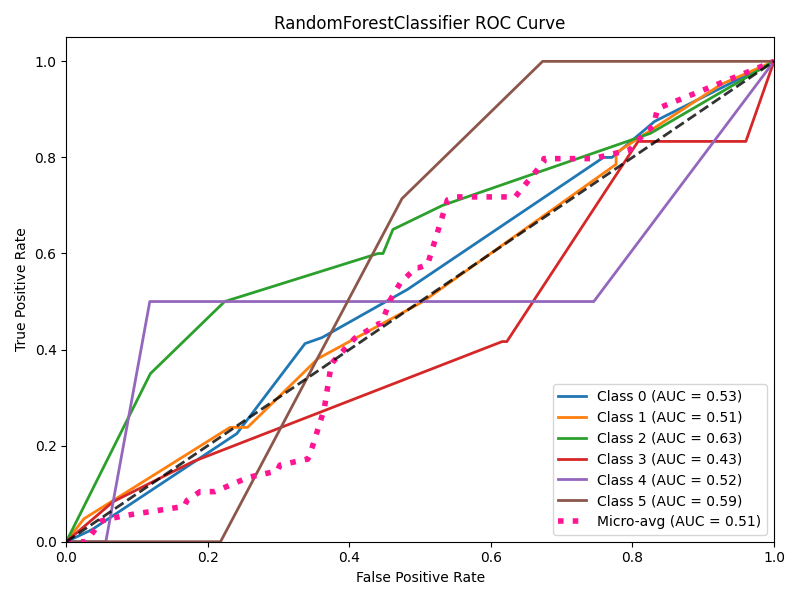 RandomForestClassifier ROC Curve
True Positive Rate
1.0
0.8
0.6
0.4
0.2
0.0
0.0 0.2 0.4 0.6 0.8 1.0
False Positive Rate
Class 0 (AUC = 0.53)
Class 1 (AUC = 0.51)
Class 2 (AUC = 0.63)
Class 3 (AUC = 0.43)
Class 4 (AUC = 0.52)
Class 5 (AUC = 0.59)
Micro-avg (AUC = 0.51)